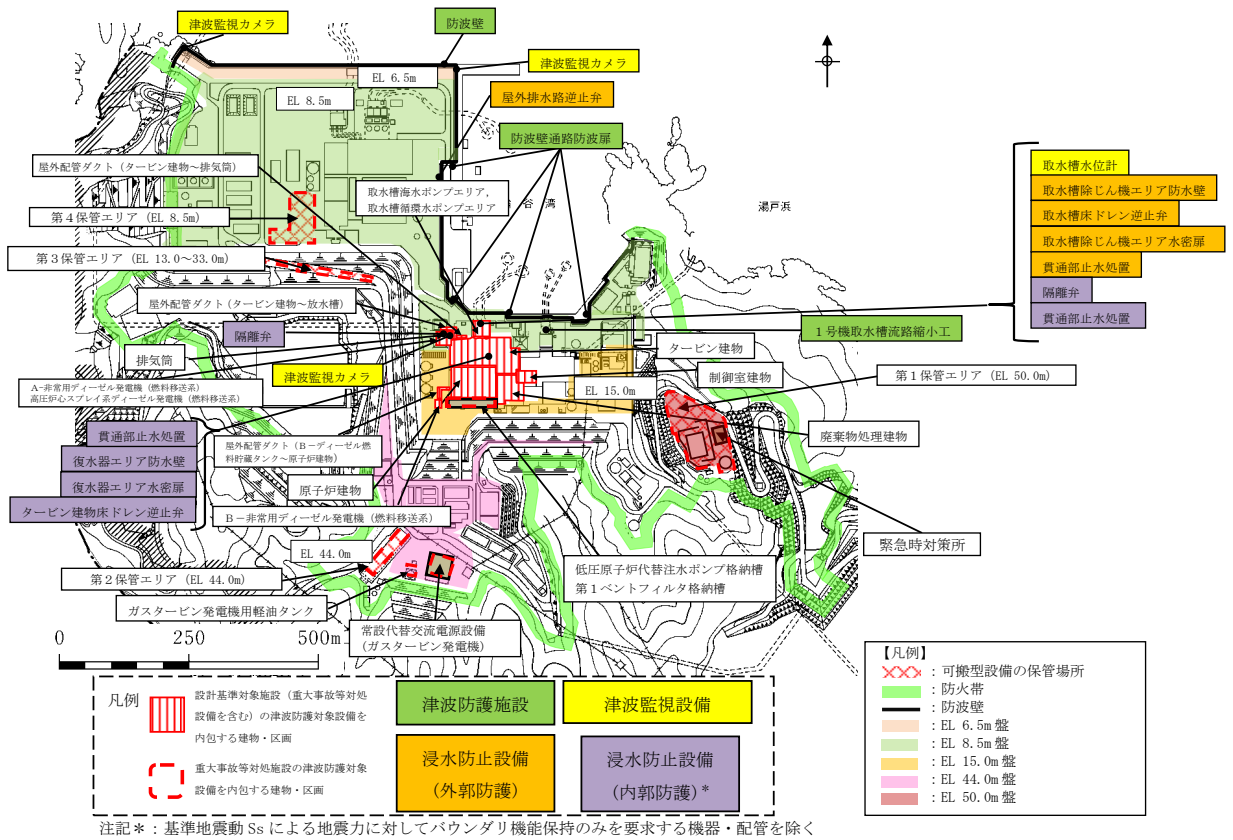 津波監視カメラ
防波壁
津波監視カメラ
EL 6.5m
EL 8.5m
屋外排水路逆止弁
防波壁通路防波扉
屋外配管ダクト（タービン建物～排気筒）
取水槽海水ポンプエリア，
取水槽循環水ポンプエリア
谷 湾
湯戸浜
取水槽水位計
取水槽除じん機エリア防水壁
取水槽床ドレン逆止弁
取水槽除じん機エリア水密扉
貫通部止水処置
隔離弁
貫通部止水処置
第４保管エリア（EL 8.5m）
第３保管エリア（EL 13.0～33.0m）
屋外配管ダクト（タービン建物～放水槽）
隔離弁
１号機取水槽流路縮小工
排気筒
タービン建物
津波監視カメラ
制御室建物
第１保管エリア（EL 50.0m）
EL 15.0m
A-非常用ディーゼル発電機（燃料移送系）
高圧炉心スプレイ系ディーゼル発電機（燃料移送系）
貫通部止水処置
復水器エリア防水壁
復水器エリア水密扉
タービン建物床ドレン逆止弁
屋外配管ダクト（B－ディーゼル燃
料貯蔵タンク～原子炉建物）
廃棄物処理建物
原子炉建物
B－非常用ディーゼル発電機（燃料移送系）
緊急時対策所
EL 44.0m
第２保管エリア（EL 44.0m）
低圧原子炉代替注水ポンプ格納槽
第１ベントフィルタ格納槽
ガスタービン発電機用軽油タンク
常設代替交流電源設備
(ガスタービン発電機)
0 250 500m
【凡例】
：可搬型設備の保管場所
：防火帯
：防波壁
：EL 6.5m 盤
：EL 8.5m 盤
：EL 15.0m 盤
：EL 44.0m 盤
：EL 50.0m 盤
凡例
設計基準対象施設（重大事故等対処
設備を含む）の津波防護対象設備を
内包する建物・区画
重大事故等対処施設の津波防護対象
設備を内包する建物・区画
津波防護施設
津波監視設備
浸水防止設備
(外郭防護)
浸水防止設備
(内郭防護)＊
注記＊：基準地震動 Ss による地震力に対してバウンダリ機能保持のみを要求する機器・配管を除く